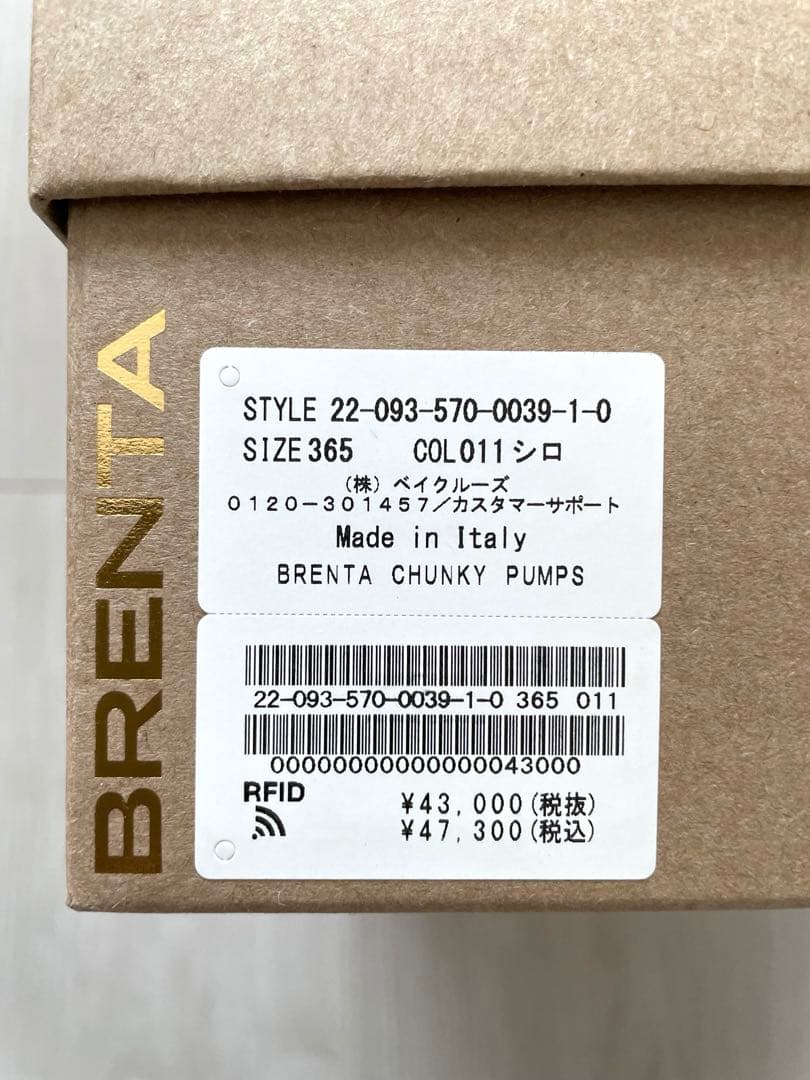 BRENTA
STYLE 22-093-570-0039-1-0
SIZE 365 COL 011 シロ
(株) ベイクルーズ
0120-301457/カスタマーサポート
Made in Italy
BRENTA CHUNKY PUMPS
22-093-570-0039-1-0 365 011
000000000000000043000
RFID
¥43,000(税抜)
¥47,300(税込)